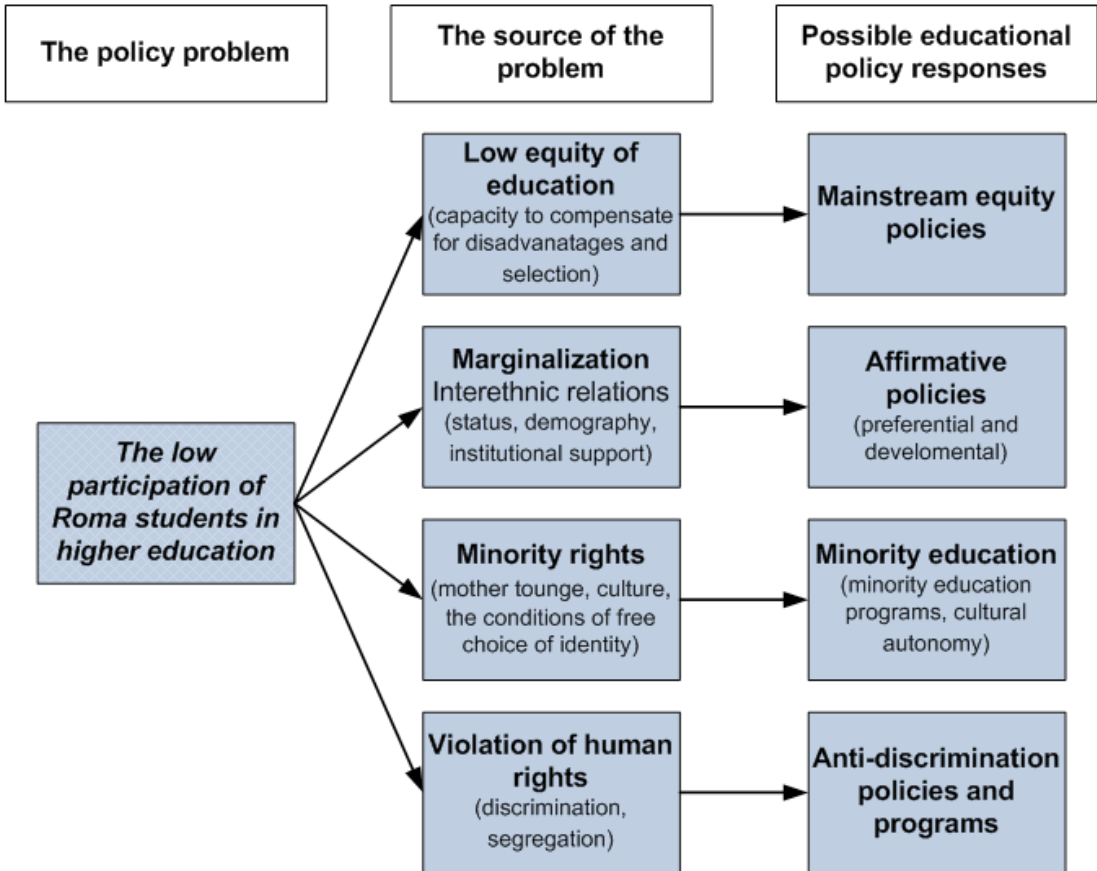 The policy problem
The source of the
problem
Possible educational
policy responses
The low
participation of
Roma students in
higher education
Low equity of
education
(capacity to compensate
for disadvanatages and
selection)
Mainstream equity
policies
Marginalization
Interethnic relations
(status, demography,
institutional support)
Affirmative
policies
(preferential and
develomental)
Minority rights
(mother tounge, culture,
the conditions of free
choice of identity)
Minority education
(minority education
programs, cultural
autonomy)
Violation of human
rights
(discrimination,
segregation)
Anti-discrimination
policies and
programs